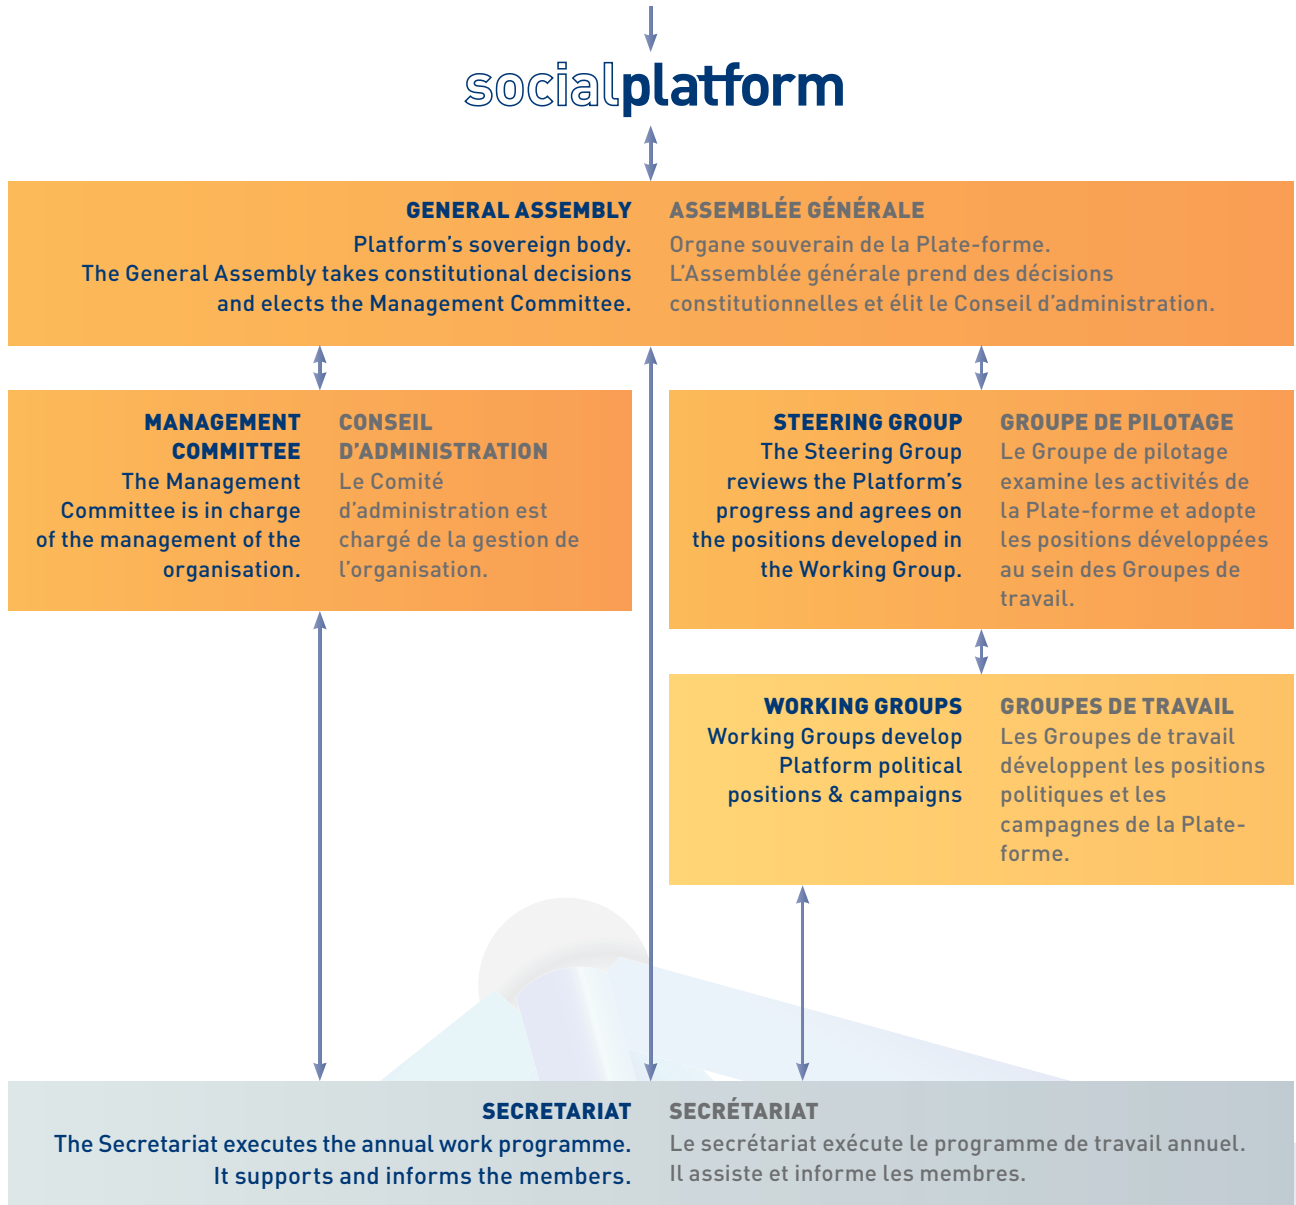 socialplatform
GENERAL ASSEMBLY
Platform’s sovereign body.
The General Assembly takes constitutional decisions
and elects the Management Committee.
ASSEMBLÉE GÉNÉRALE
Organe souverain de la Plate-forme.
L’Assemblée générale prend des décisions
constitutionnelles et élit le Conseil d’administration.
MANAGEMENT
COMMITTEE
The Management
Committee is in charge
of the management of the
organisation.
CONSEIL
D’ADMINISTRATION
Le Comité
d’administration est
chargé de la gestion de
l’organisation.
STEERING GROUP
The Steering Group
reviews the Platform’s
progress and agrees on
the positions developed in
the Working Group.
GROUPE DE PILOTAGE
Le Groupe de pilotage
examine les activités de
la Plate-forme et adopte
les positions développées
au sein des Groupes de
travail.
WORKING GROUPS
Working Groups develop
Platform political
positions & campaigns
GROUPES DE TRAVAIL
Les Groupes de travail
développent les positions
politiques et les
campagnes de la Plate-
forme.
SECRETARIAT
The Secretariat executes the annual work programme.
It supports and informs the members.
SECRÉTARIAT
Le secrétariat exécute le programme de travail annuel.
Il assiste et informe les membres.